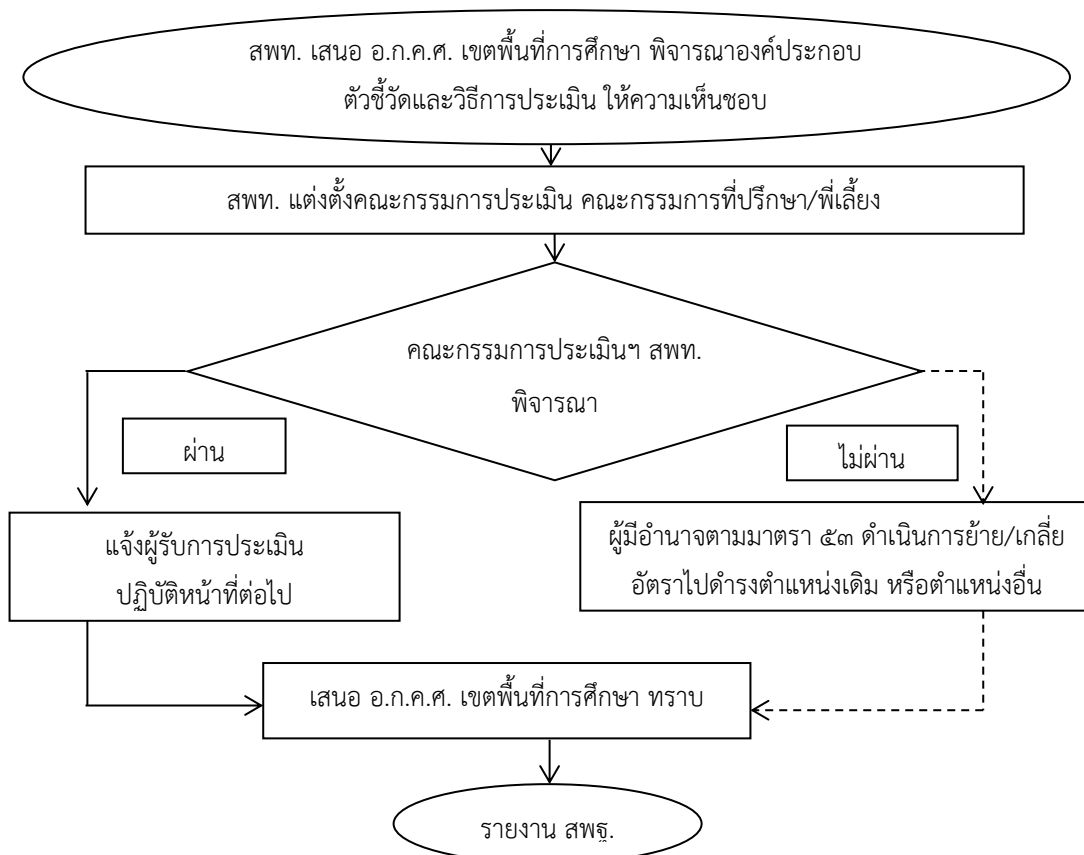 สพท. เสนอ อ.ก.ค.ศ. เขตพื้นที่การศึกษา พิจารณาองค์ประกอบ
ตัวชี้วัดและวิธีการประเมิน ให้ความเห็นชอบ
สพท. แต่งตั้งคณะกรรมการประเมิน คณะกรรมการที่ปรึกษา/พี่เลี้ยง
คณะกรรมการประเมินฯ สพท.
พิจารณา
ผ่าน
ไม่ผ่าน
แจ้งผู้รับการประเมิน
ปฏิบัติหน้าที่ต่อไป
ผู้มีอำนาจตามมาตรา ๕๓ ดำเนินการย้าย/เกลี่ย
อัตราไปดำรงตำแหน่งเดิม หรือตำแหน่งอื่น
เสนอ อ.ก.ค.ศ. เขตพื้นที่การศึกษา ทราบ
รายงาน สพฐ.